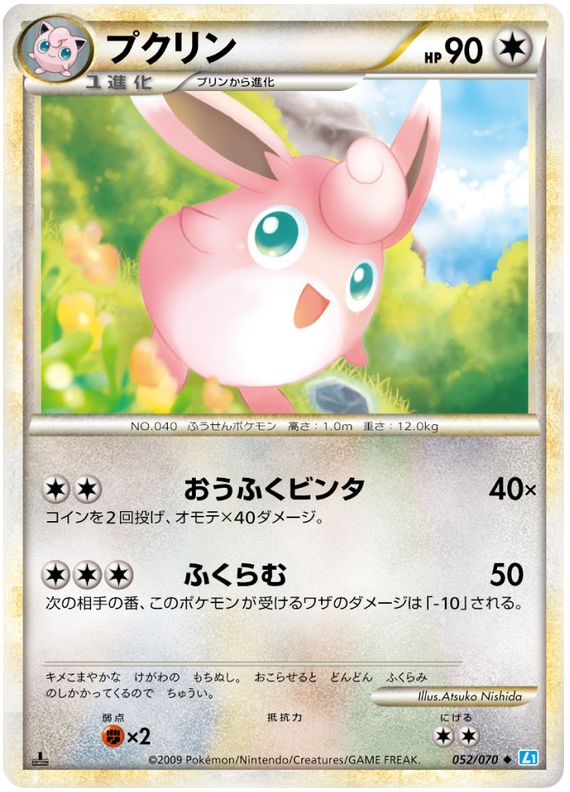 プクリン
HP 90
1進化
プリンから進化
NO.040 ふうせんポケモン 高さ:1.0m 重さ:12.0kg
おうふくビンタ 40×
コインを2回投げ、オモテ×40ダメージ。
ふくらむ 50
次の相手の番、このポケモンが受けるワザのダメージは「-10」される。
キメこまやかな けがわの もちぬし。 おこらせると どんどん ふくらみ
のしかかってくるので ちゅうい。
Illus.Atsuko Nishida
弱点 抵抗力 にげる
×2
1 EDITION
©2009 Pokémon/Nintendo/Creatures/GAME FREAK.
052/070 ◆ L1